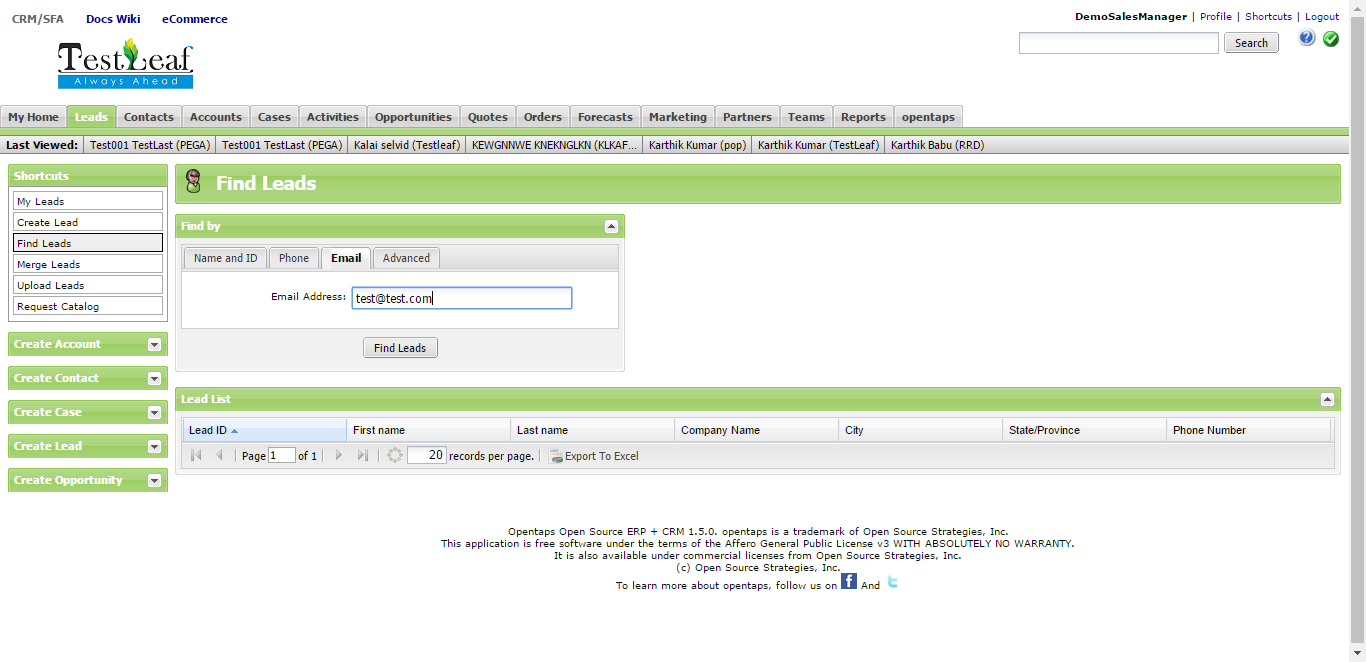 CRM/SFA Docs Wiki eCommerce
DemoSalesManager | Profile | Shortcuts | Logout
TestLeaf
Always Ahead
Search
My Home Leads Contacts Accounts Cases Activities Opportunities Quotes Orders Forecasts Marketing Partners Teams Reports opentaps
Last Viewed: Test001 TestLast (PEGA) Test001 TestLast (PEGA) Kalai selvid (Testleaf) KEWGNNWE KNEKNGLKN (KLKAF... Karthik Kumar (pop) Karthik Kumar (TestLeaf) Karthik Babu (RRD)
Shortcuts
My Leads
Create Lead
Find Leads
Merge Leads
Upload Leads
Request Catalog
Create Account
Create Contact
Create Case
Create Lead
Create Opportunity
Find Leads
Find by
Name and ID Phone Email Advanced
Email Address: test@test.com
Find Leads
Lead List
Lead ID First name Last name Company Name City State/Province Phone Number
Page 1 of 1 20 records per page. Export To Excel
Opentaps Open Source ERP + CRM 1.5.0. opentaps is a trademark of Open Source Strategies, Inc.
This application is free software under the terms of the Affero General Public License v3 WITH ABSOLUTELY NO WARRANTY.
It is also available under commercial licenses from Open Source Strategies, Inc.
(c) Open Source Strategies, Inc.
To learn more about opentaps, follow us on f And t